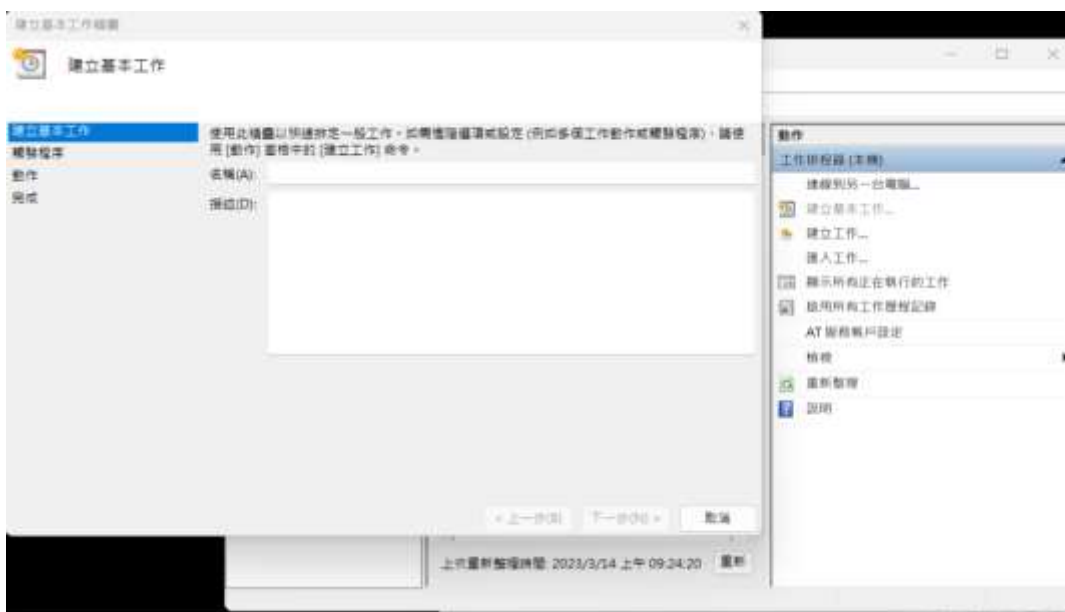 建立基本工作精靈
建立基本工作
建立基本工作
觸發程序
動作
完成
使用此精靈以快速排定一般工作。如需進階選項或設定 (例如多個工作動作或觸發程序)，請使
用 [動作] 窗格中的 [建立工作] 命令。
名稱(A):
描述(D):
< 上一步(B)
下一步(N) >
取消
上次重新整理時間: 2023/3/14 上午 09:24:20
重新
動作
工作排程器 (本機)
連線到另一台電腦...
建立基本工作...
建立工作...
匯入工作...
顯示所有正在執行的工作
啟用所有工作歷程記錄
AT 服務帳戶設定
檢視
重新整理
說明